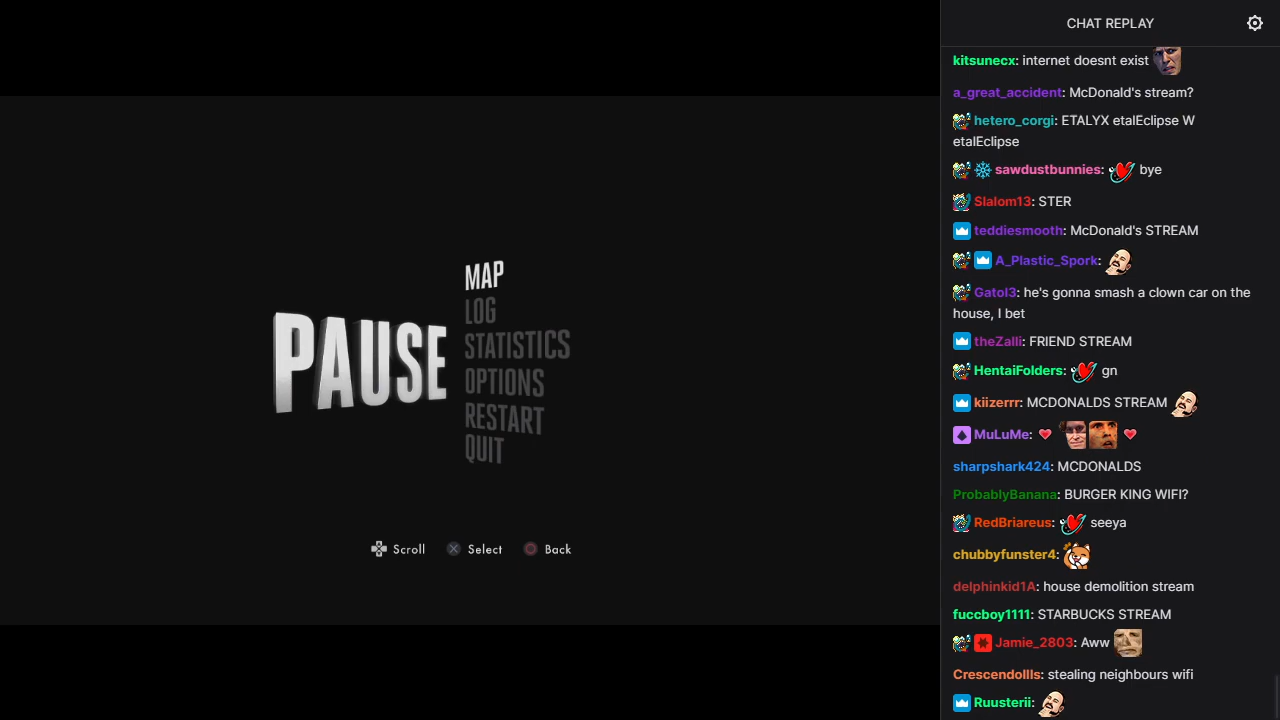 PAUSE
MAP
LOG
STATISTICS
OPTIONS
RESTART
QUIT
Scroll Select Back
CHAT REPLAY
kitsunecx: internet doesnt exist
a_great_accident: McDonald's stream?
hetero_corgi: ETALYX etalEclipse W
etalEclipse
sawdustbunnies: bye
Slalom13: STER
teddiesmooth: McDonald's STREAM
A_Plastic_Spork:
Gatol3: he's gonna smash a clown car on the
house, I bet
theZalli: FRIEND STREAM
HentaiFolders: gn
kiizerrr: MCDONALDS STREAM
MuLuMe:
sharpshark424: MCDONALDS
ProbablyBanana: BURGER KING WIFI?
RedBriareus: seeya
chubbyfunster4:
delphinkid1A: house demolition stream
fuccboy1111: STARBUCKS STREAM
Jamie_2803: Aww
Crescendollls: stealing neighbours wifi
Ruusterii: